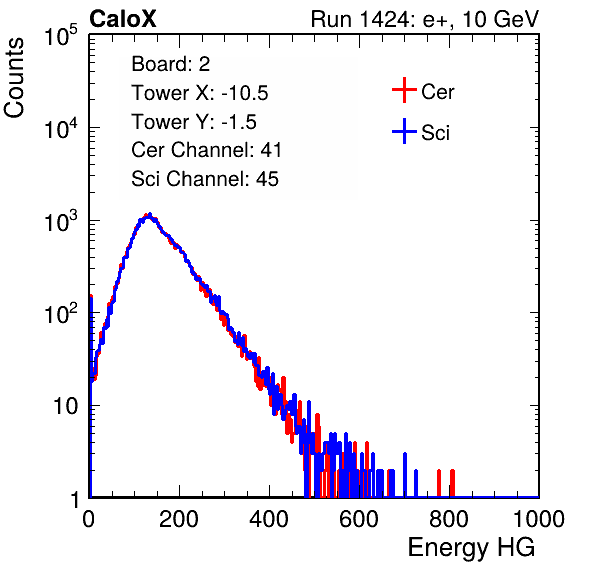 CaloX Run 1424: e+, 10 GeV
Counts
Board: 2
Tower X: -10.5
Tower Y: -1.5
Cer Channel: 41
Sci Channel: 45
Cer
Sci
10^5
10^4
10^3
10^2
10
1
0 200 400 600 800 1000
Energy HG